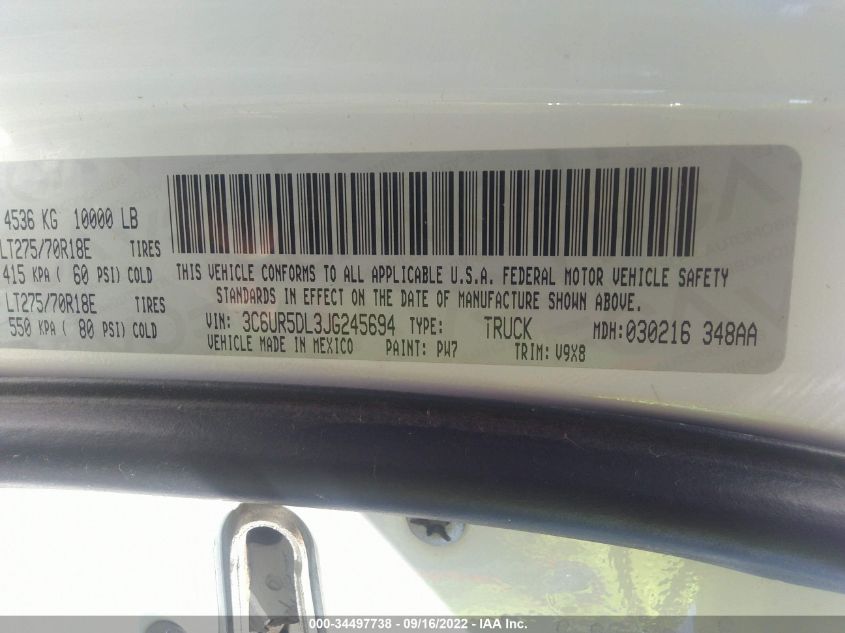 4536 KG 10000 LB
LT275/70R18E TIRES
415 KPA ( 60 PSI) COLD
LT275/70R18E TIRES
550 KPA ( 80 PSI) COLD
THIS VEHICLE CONFORMS TO ALL APPLICABLE U.S.A. FEDERAL MOTOR VEHICLE SAFETY
STANDARDS IN EFFECT ON THE DATE OF MANUFACTURE SHOWN ABOVE.
VIN: 3C6UR5DL3JG245694 TYPE: TRUCK MDH:030216 348AA
VEHICLE MADE IN MEXICO PAINT: PW7 TRIM: V9X8
000-34497738 - 09/16/2022 - IAA Inc.